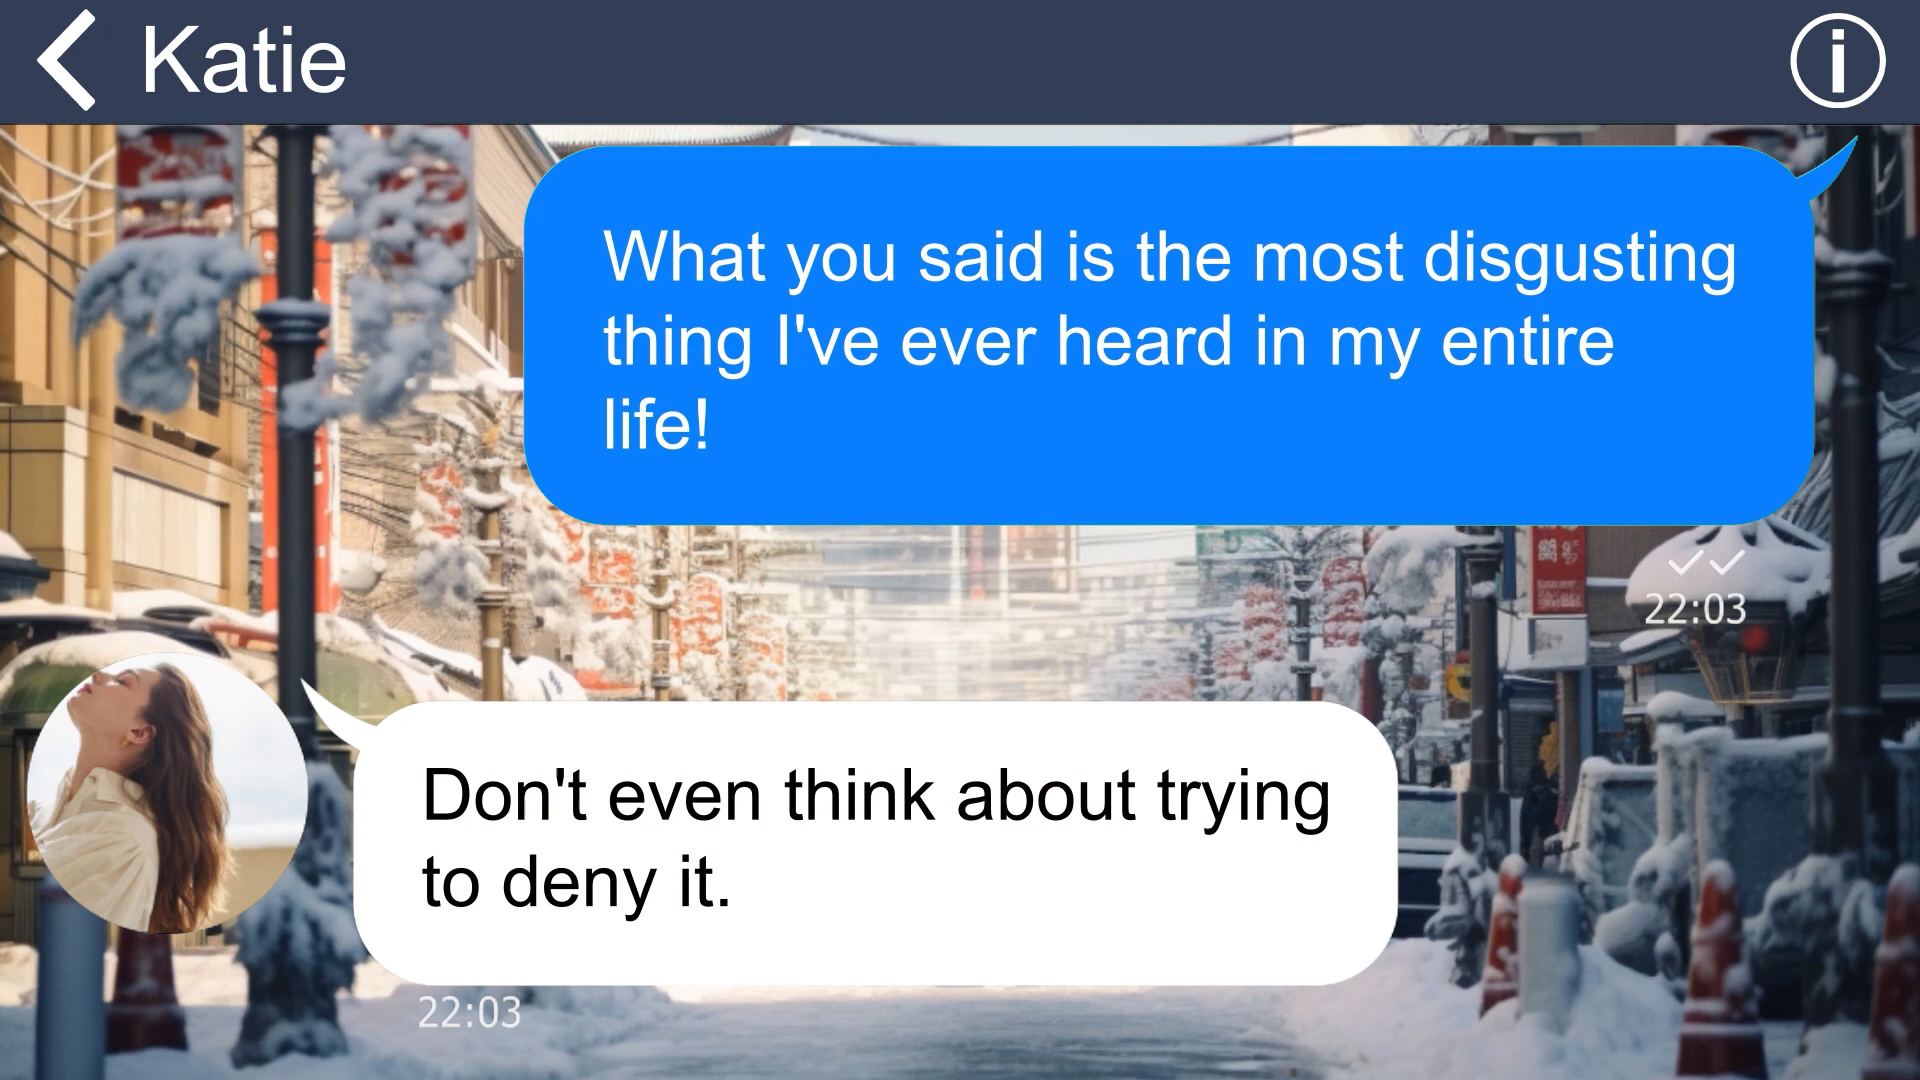 Katie
What you said is the most disgusting
thing I've ever heard in my entire
life!
22:03
Don't even think about trying
to deny it.
22:03